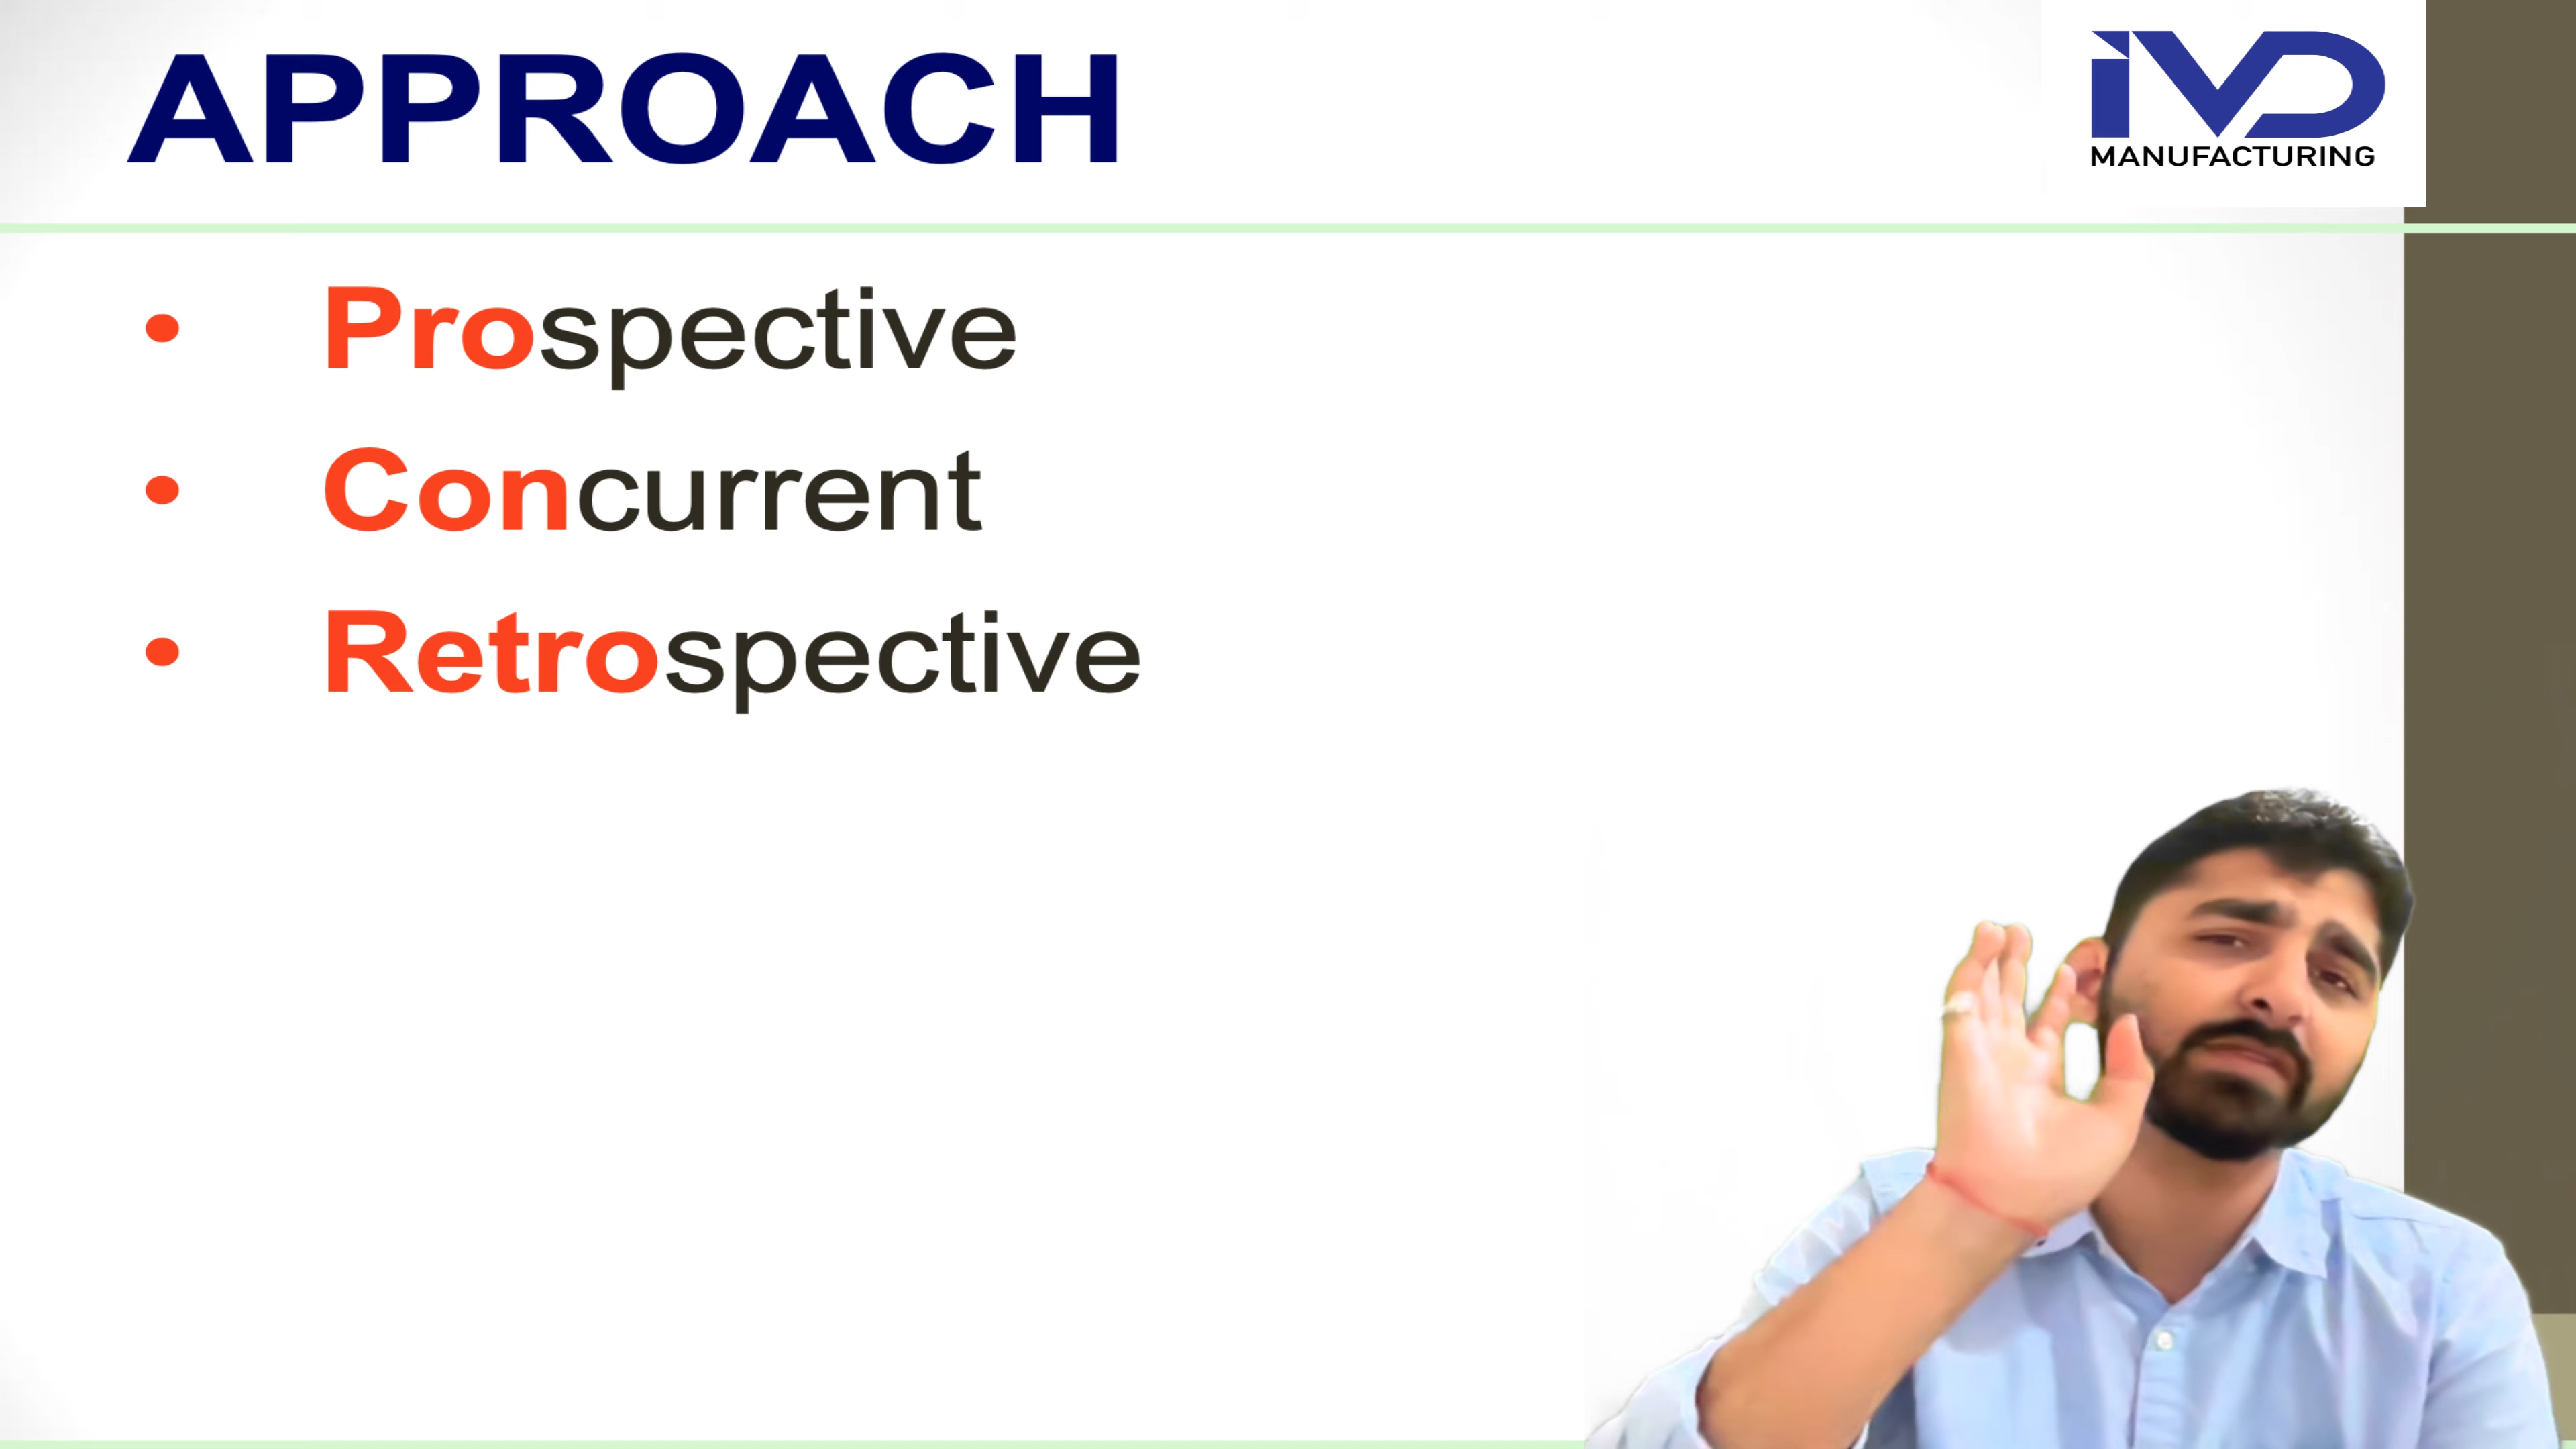 APPROACH
iVD
MANUFACTURING
• Prospective
• Concurrent
• Retrospective